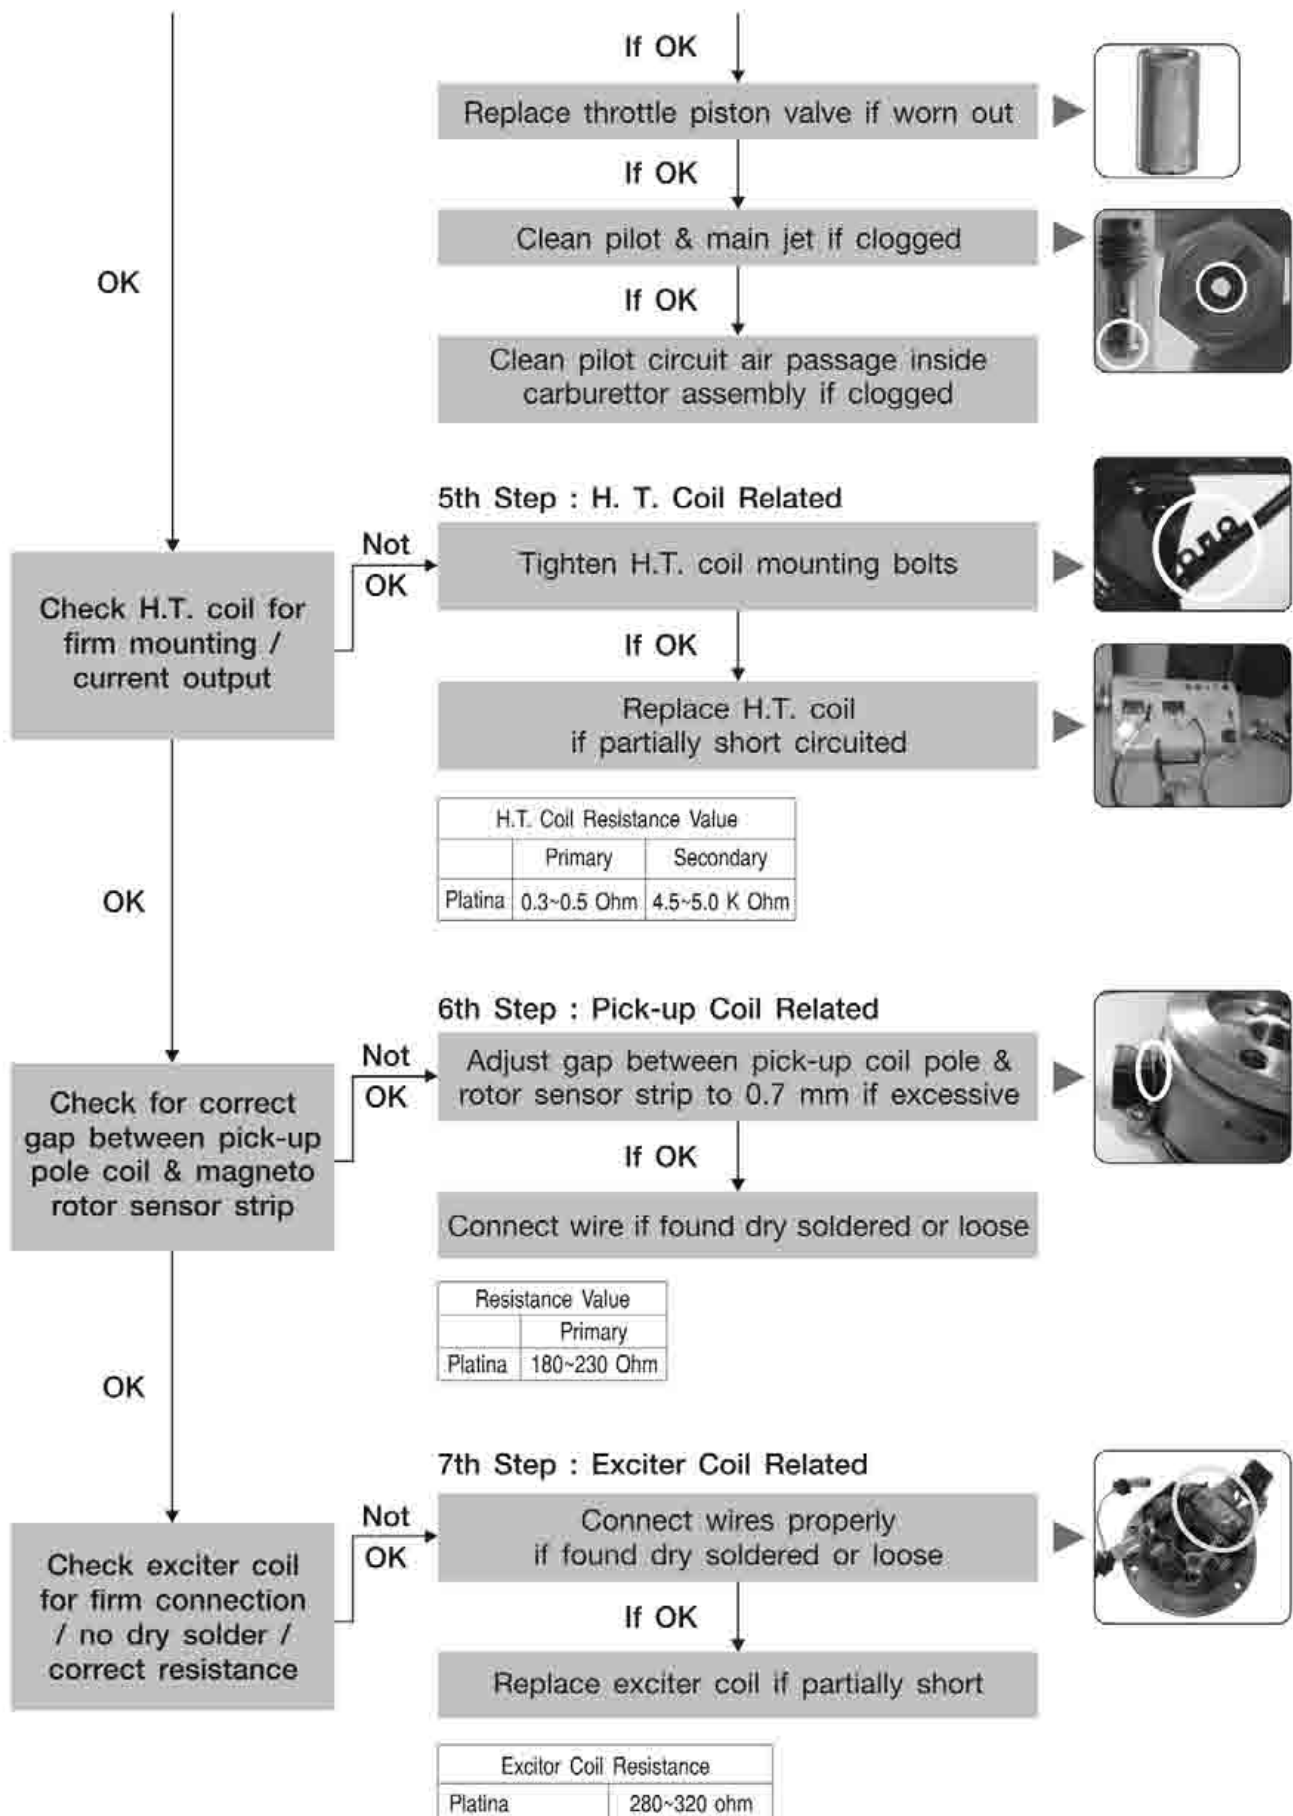 If OK
Replace throttle piston valve if worn out
If OK
Clean pilot & main jet if clogged
OK
If OK
Clean pilot circuit air passage inside
carburettor assembly if clogged
5th Step : H. T. Coil Related
Check H.T. coil for
firm mounting /
current output
Not
OK
Tighten H.T. coil mounting bolts
If OK
Replace H.T. coil
if partially short circuited
H.T. Coil Resistance Value
Primary Secondary
Platina 0.3~0.5 Ohm 4.5~5.0 K Ohm
OK
6th Step : Pick-up Coil Related
Check for correct
gap between pick-up
pole coil & magneto
rotor sensor strip
Not
OK
Adjust gap between pick-up coil pole &
rotor sensor strip to 0.7 mm if excessive
If OK
Connect wire if found dry soldered or loose
Resistance Value
Primary
Platina 180~230 Ohm
OK
7th Step : Exciter Coil Related
Check exciter coil
for firm connection
/ no dry solder /
correct resistance
Not
OK
Connect wires properly
if found dry soldered or loose
If OK
Replace exciter coil if partially short
Excitor Coil Resistance
Platina 280~320 ohm